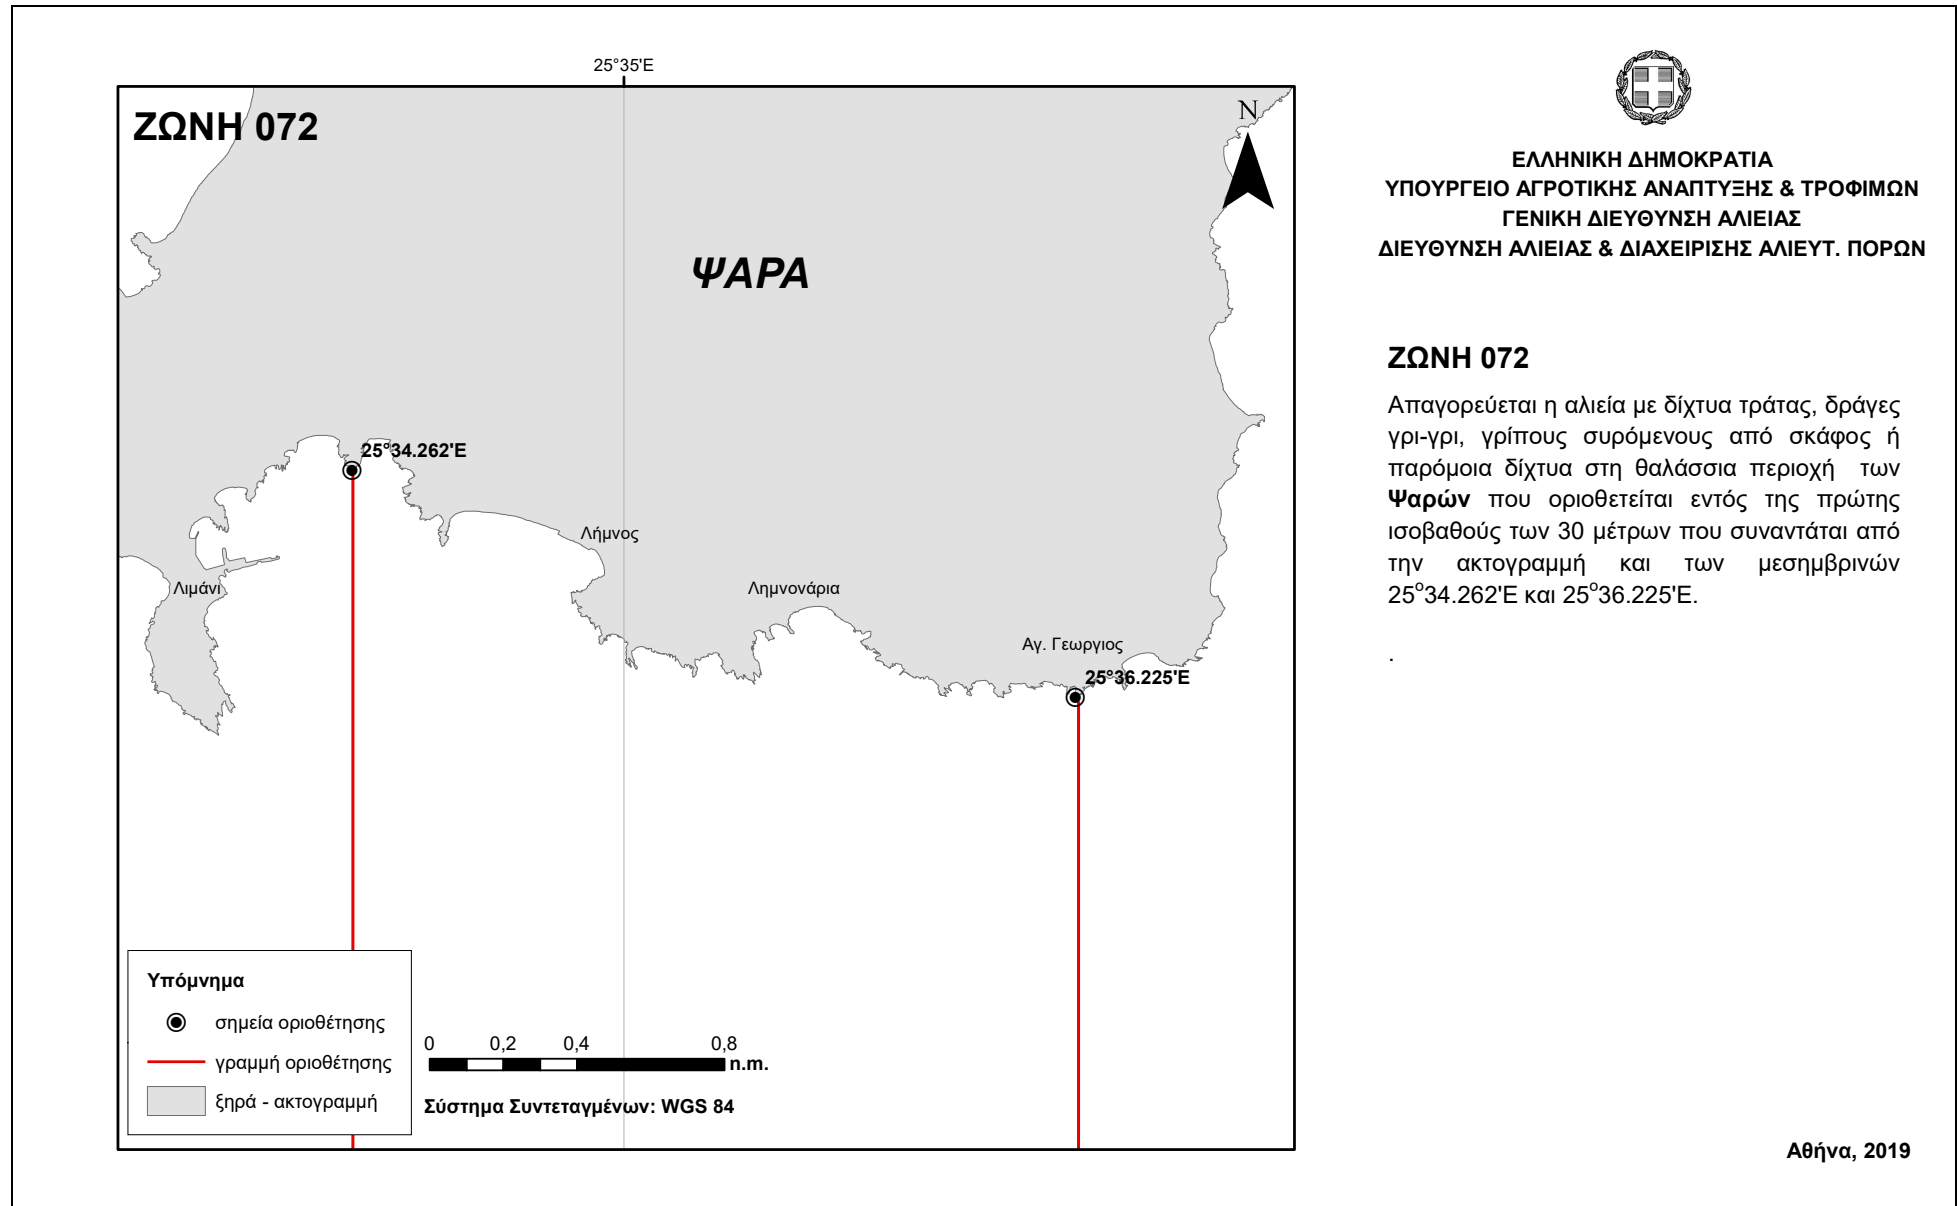 25°35'E
ΖΩΝΗ 072
N
ΨΑΡΑ
25°34.262'E
Λήμνος
Λιμάνι
Λημνονάρια
Αγ. Γεωργιος
25°36.225'E
Υπόμνημα
σημεία οριοθέτησης
γραμμή οριοθέτησης
ξηρά - ακτογραμμή
0 0,2 0,4 0,8
n.m.
Σύστημα Συντεταγμένων: WGS 84
ΕΛΛΗΝΙΚΗ ΔΗΜΟΚΡΑΤΙΑ
ΥΠΟΥΡΓΕΙΟ ΑΓΡΟΤΙΚΗΣ ΑΝΑΠΤΥΞΗΣ & ΤΡΟΦΙΜΩΝ
ΓΕΝΙΚΗ ΔΙΕΥΘΥΝΣΗ ΑΛΙΕΙΑΣ
ΔΙΕΥΘΥΝΣΗ ΑΛΙΕΙΑΣ & ΔΙΑΧΕΙΡΙΣΗΣ ΑΛΙΕΥΤ. ΠΟΡΩΝ
ΖΩΝΗ 072
Απαγορεύεται η αλιεία με δίχτυα τράτας, δράγες
γρι-γρι, γρίπους συρόμενους από σκάφος ή
παρόμοια δίχτυα στη θαλάσσια περιοχή των
Ψαρών που οριοθετείται εντός της πρώτης
ισοβαθούς των 30 μέτρων που συναντάται από
την ακτογραμμή και των μεσημβρινών
25°34.262'E και 25°36.225'E.
.
Αθήνα, 2019